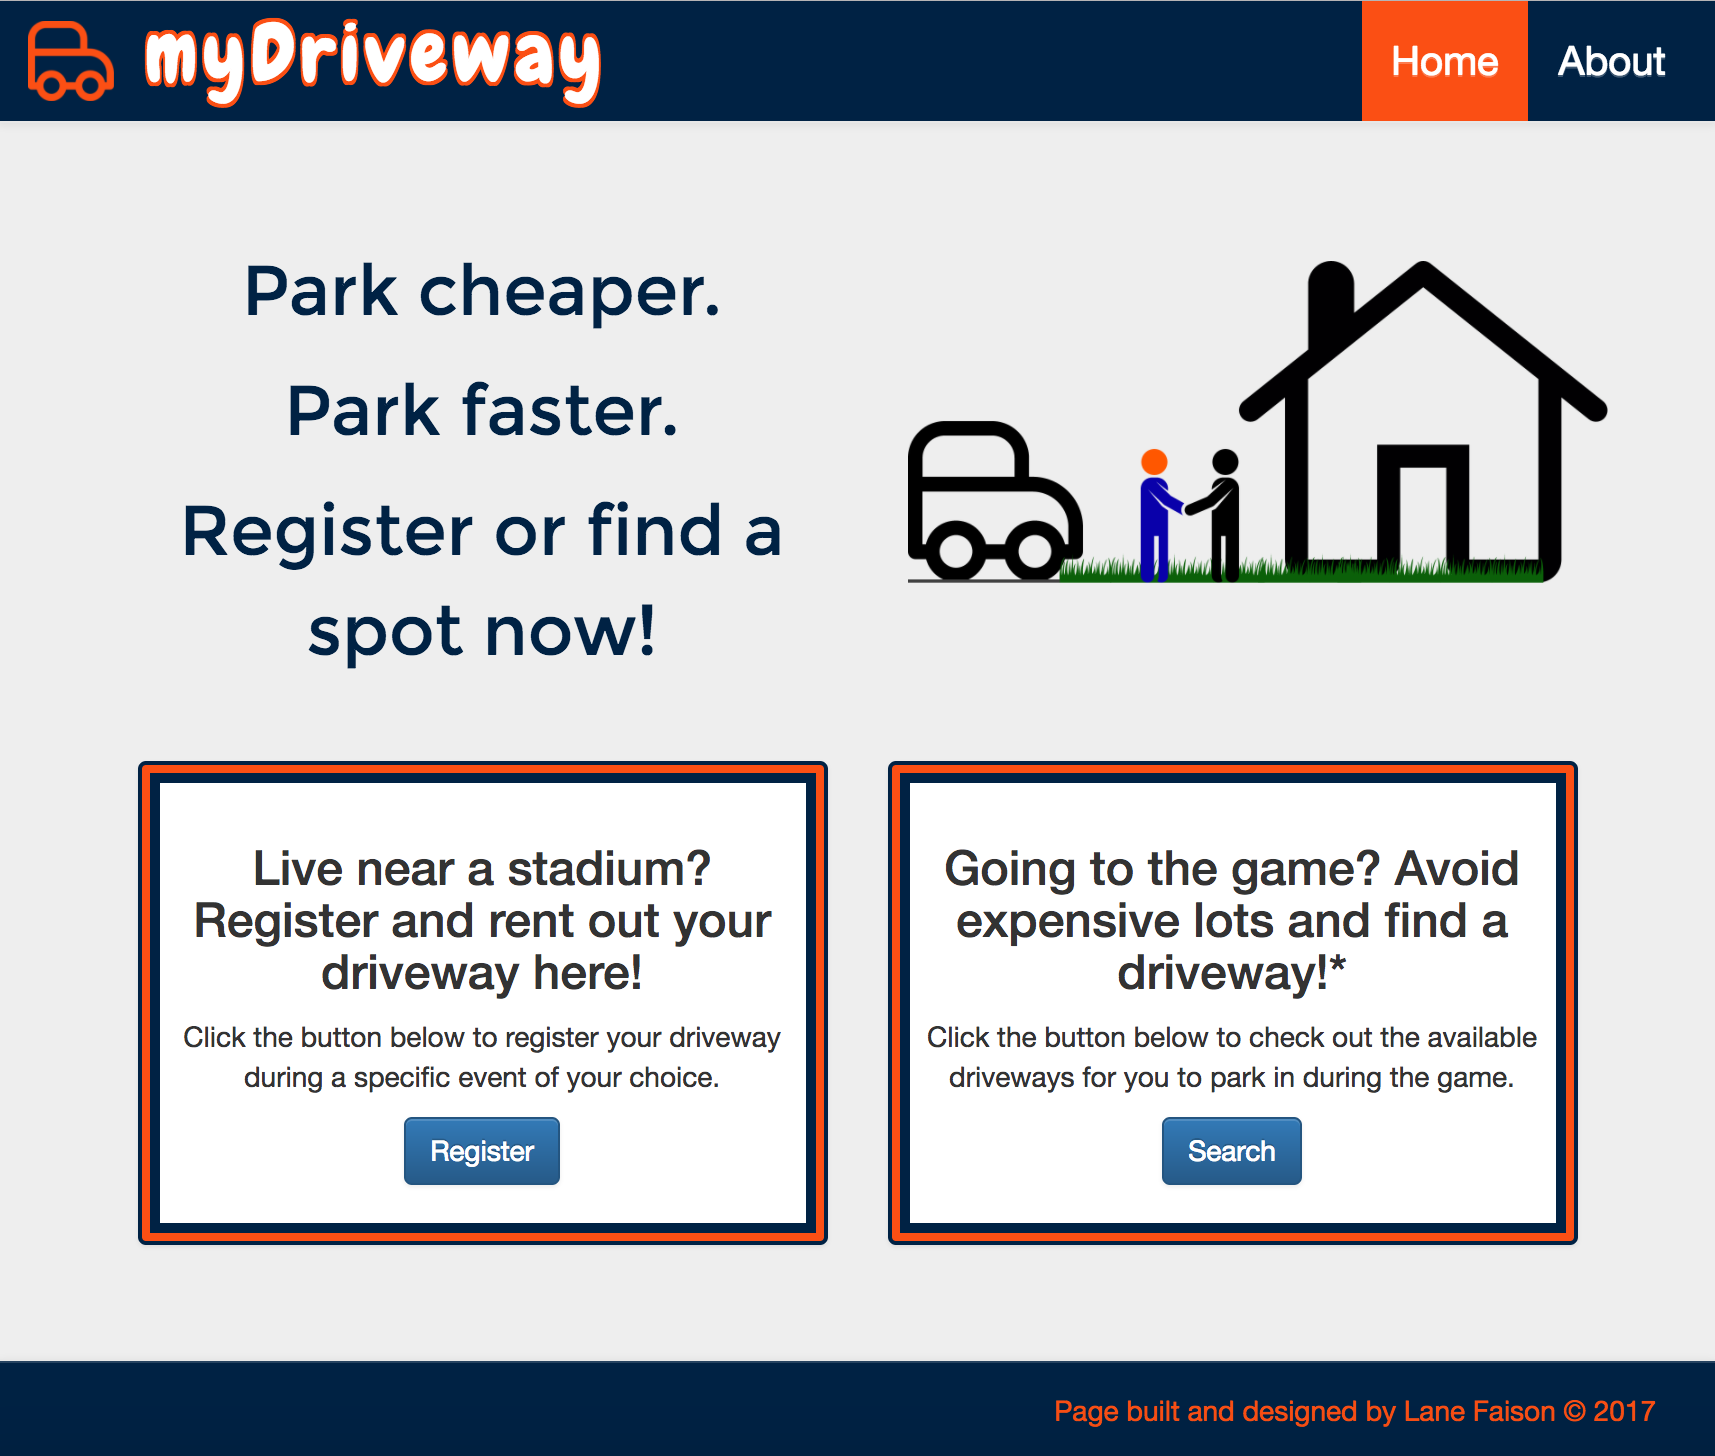 myDriveway
Home
About
Park cheaper.
Park faster.
Register or find a
spot now!
Live near a stadium?
Register and rent out your
driveway here!
Click the button below to register your driveway
during a specific event of your choice.
Register
Going to the game? Avoid
expensive lots and find a
driveway!*
Click the button below to check out the available
driveways for you to park in during the game.
Search
Page built and designed by Lane Faison © 2017